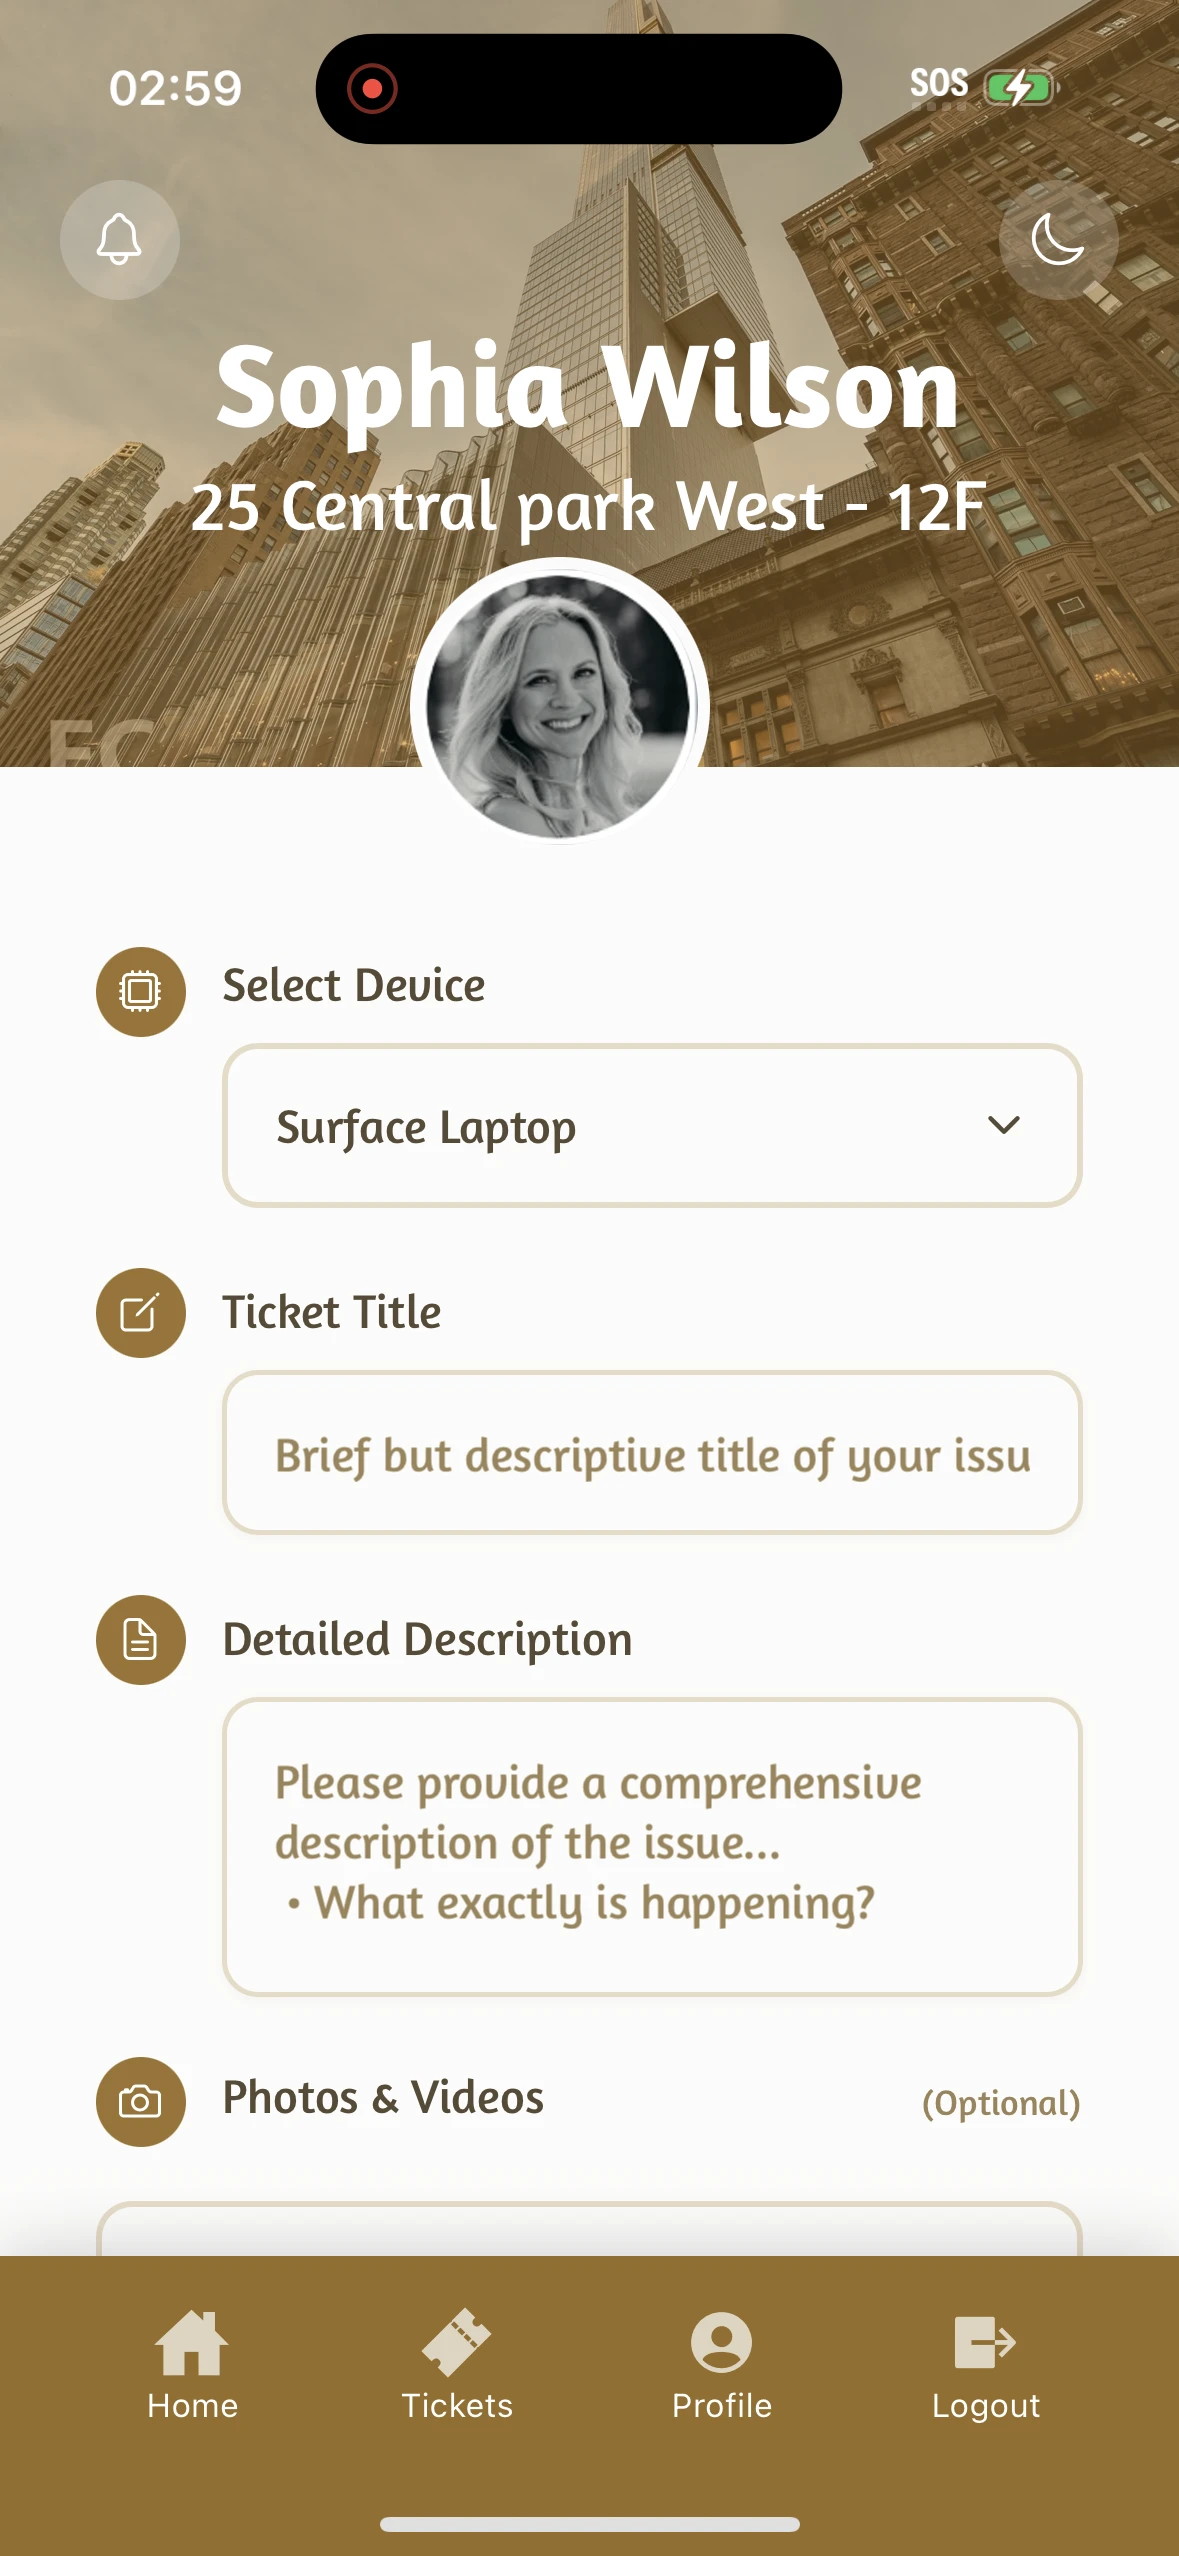 02:59
SOS
Sophia Wilson
25 Central park West - 12F
EC
Select Device
Surface Laptop
Ticket Title
Brief but descriptive title of your issu
Detailed Description
Please provide a comprehensive
description of the issue...
• What exactly is happening?
Photos & Videos
(Optional)
Home
Tickets
Profile
Logout